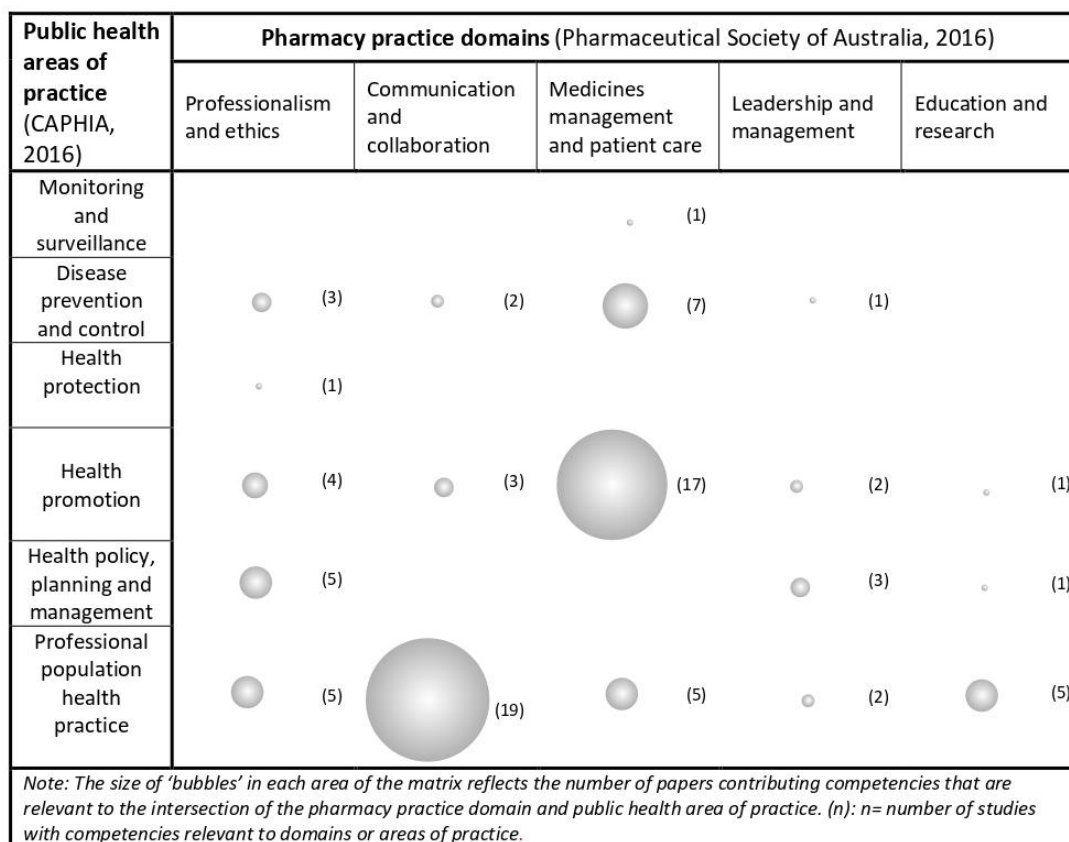 Public health
areas of
practice
(CAPHIA,
2016)
Pharmacy practice domains (Pharmaceutical Society of Australia, 2016)
Professionalism
and ethics
Communication
and
collaboration
Medicines
management
and patient care
Leadership and
management
Education and
research
Monitoring
and
surveillance
(1)
Disease
prevention
and control
(3)
(2)
(7)
(1)
Health
protection
(1)
Health
promotion
(4)
(3)
(17)
(2)
(1)
Health policy,
planning and
management
(5)
(3)
(1)
Professional
population
health
practice
(5)
(19)
(5)
(2)
(5)
Note: The size of ‘bubbles’ in each area of the matrix reflects the number of papers contributing competencies that are
relevant to the intersection of the pharmacy practice domain and public health area of practice. (n): n= number of studies
with competencies relevant to domains or areas of practice.